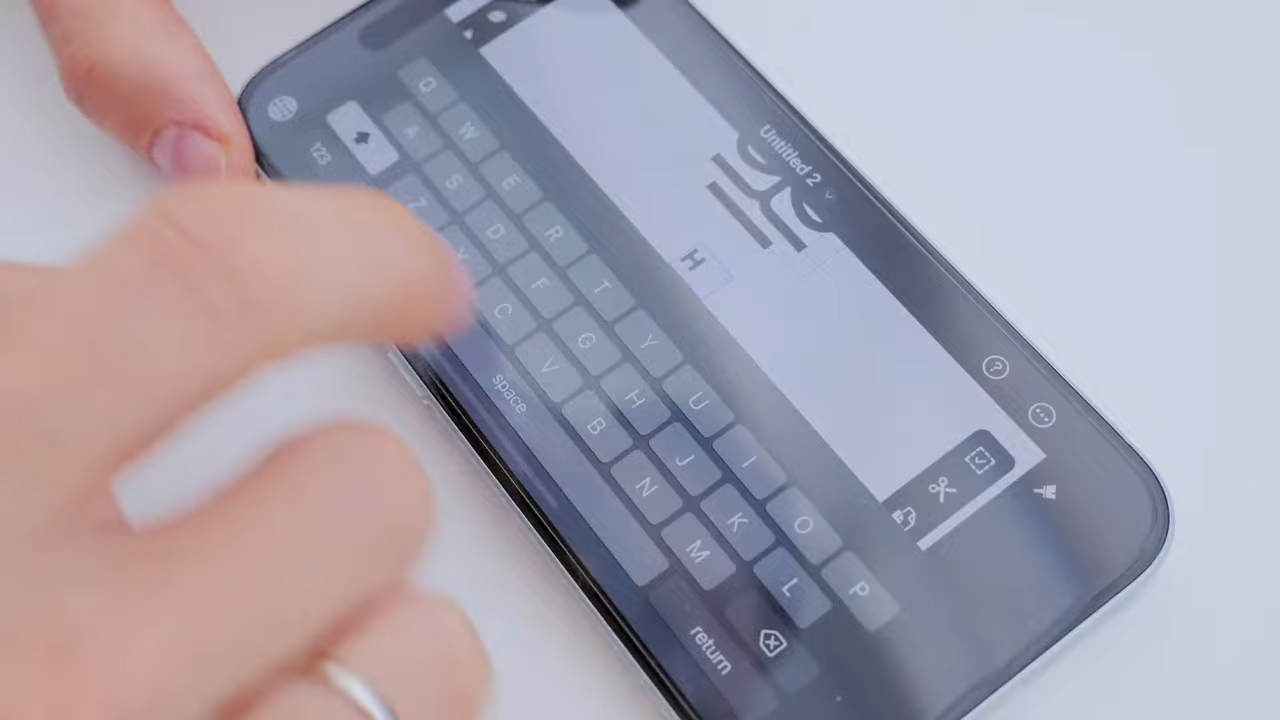 Untitled 2
H
Q W E R T Y U I O P
A S D F G H J K L
Z X C V B N M
123 space return